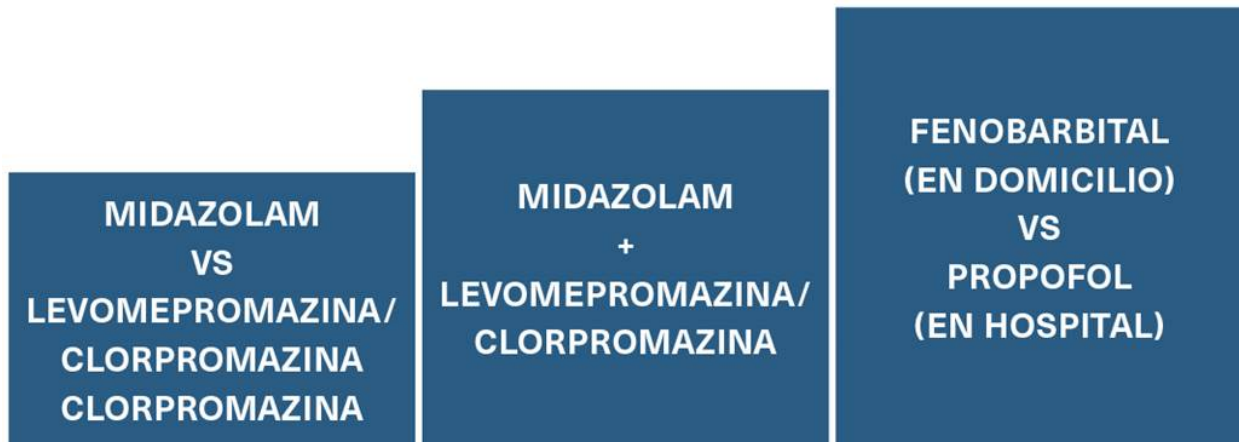 MIDAZOLAM
VS
LEVOMEPROMAZINA/
CLORPROMAZINA
CLORPROMAZINA
MIDAZOLAM
+
LEVOMEPROMAZINA/
CLORPROMAZINA
FENOBARBITAL
(EN DOMICILIO)
VS
PROPOFOL
(EN HOSPITAL)